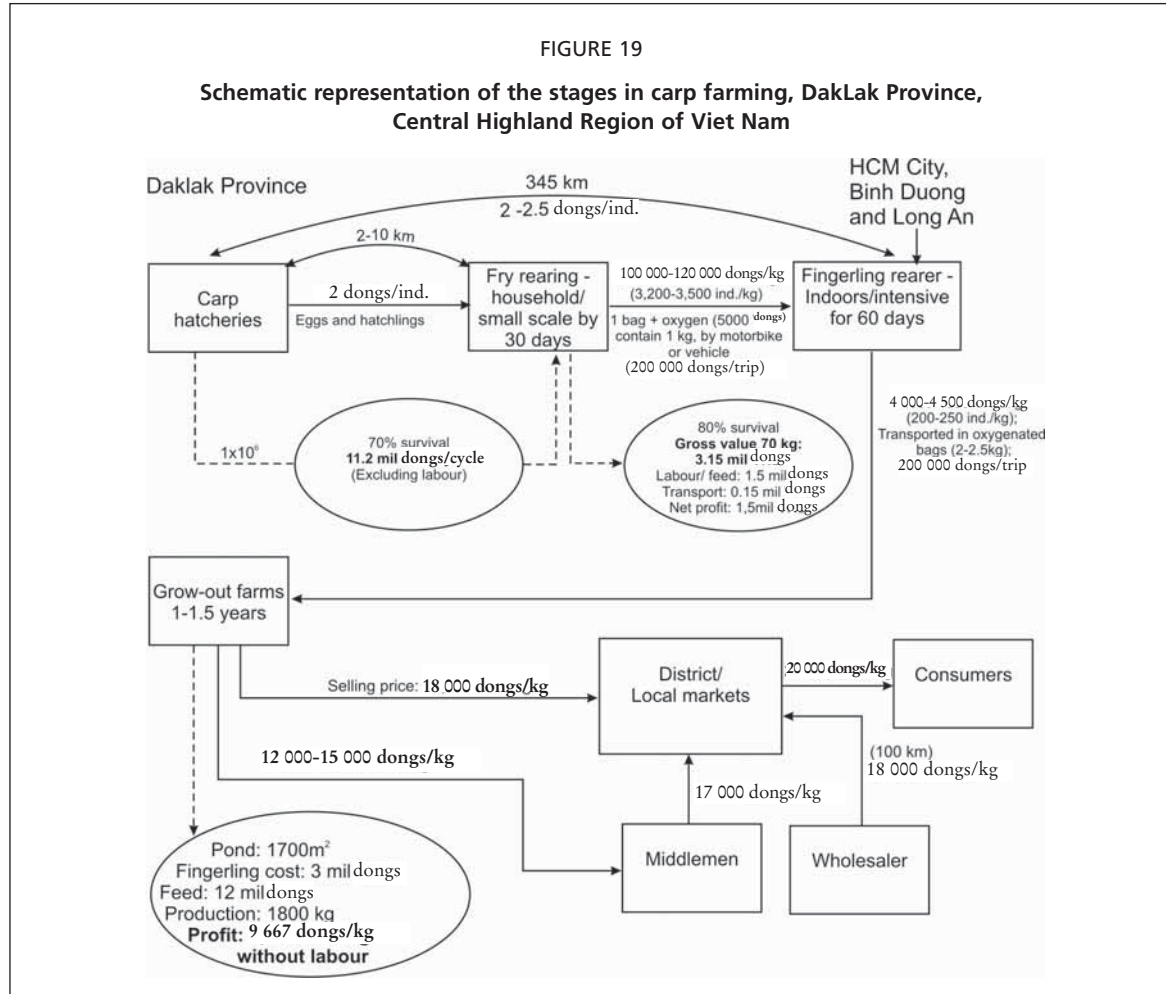 FIGURE 19
Schematic representation of the stages in carp farming, DakLak Province,
Central Highland Region of Viet Nam
Daklak Province
345 km
2 -2.5 dongs/ind.
HCM City,
Binh Duong
and Long An
2-10 km
Carp
hatcheries
2 dongs/ind.
Eggs and hatchlings
Fry rearing -
household/
small scale by
30 days
100 000-120 000 dongs/kg
(3,200-3,500 ind./kg)
1 bag + oxygen (5000 dongs)
contain 1 kg, by motorbike
or vehicle
(200 000 dongs/trip)
Fingerling rearer -
Indoors/intensive
for 60 days
1x10⁶
70% survival
11.2 mil dongs/cycle
(Excluding labour)
80% survival
Gross value 70 kg:
3.15 mil dongs
Labour/ feed: 1.5 mil dongs
Transport: 0.15 mil dongs
Net profit: 1,5mil dongs
4 000-4 500 dongs/kg
(200-250 ind./kg);
Transported in oxygenated
bags (2-2.5kg);
200 000 dongs/trip
Grow-out farms
1-1.5 years
Selling price: 18 000 dongs/kg
District/
Local markets
20 000 dongs/kg
Consumers
12 000-15 000 dongs/kg
17 000 dongs/kg
(100 km)
18 000 dongs/kg
Middlemen
Wholesaler
Pond: 1700m²
Fingerling cost: 3 mil dongs
Feed: 12 mil dongs
Production: 1800 kg
Profit: 9 667 dongs/kg
without labour